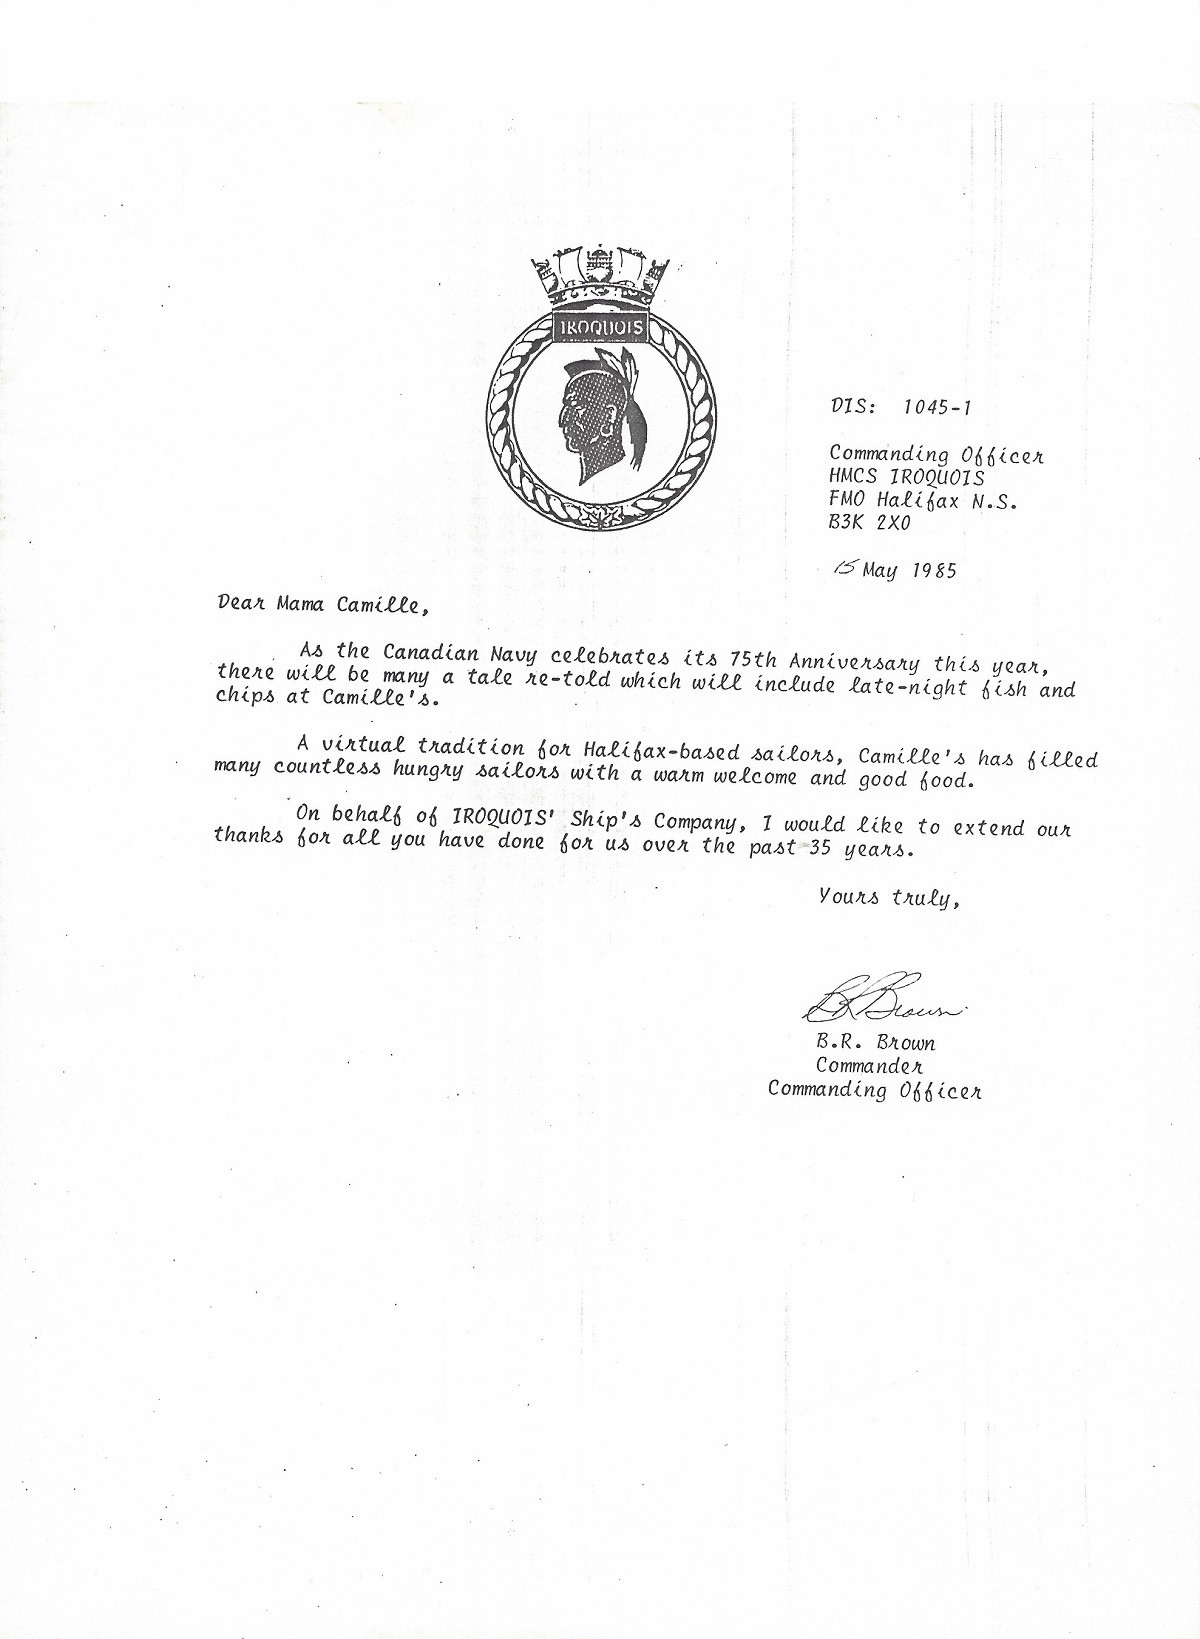 IROQUOIS
DIS: 1045-1
Commanding Officer
HMCS IROQUOIS
FMO Halifax N.S.
B3K 2X0
15 May 1985
Dear Mama Camille,
As the Canadian Navy celebrates its 75th Anniversary this year,
there will be many a tale re-told which will include late-night fish and
chips at Camille's.
A virtual tradition for Halifax-based sailors, Camille's has filled
many countless hungry sailors with a warm welcome and good food.
On behalf of IROQUOIS' Ship's Company, I would like to extend our
thanks for all you have done for us over the past 35 years.
Yours truly,
BR Brown
B.R. Brown
Commander
Commanding Officer